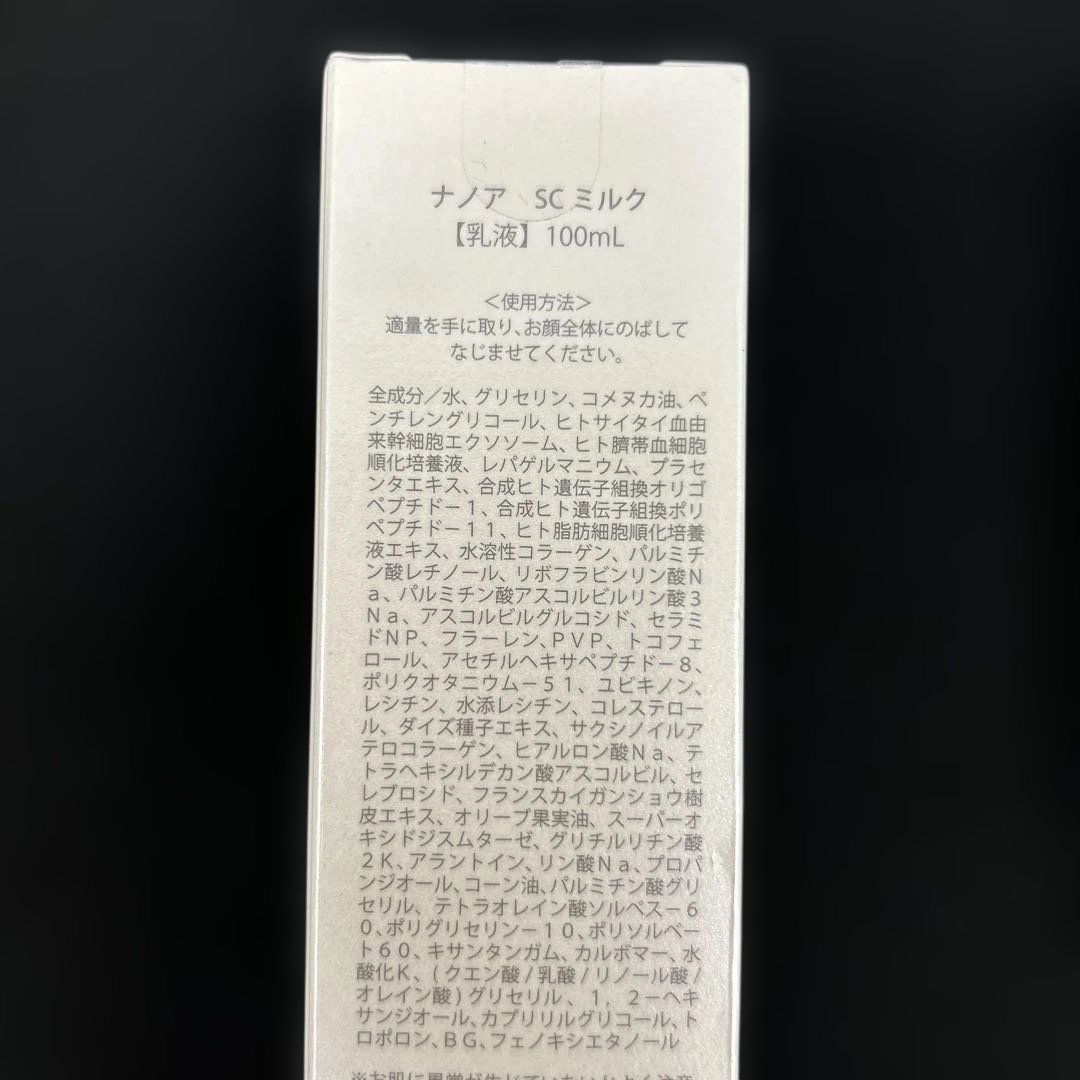 ナノア　SC ミルク
【乳液】100mL
＜使用方法＞
適量を手に取り、お顔全体にのばして
なじませてください。
全成分／水、グリセリン、コメヌカ油、ペ
ンチレングリコール、ヒトサイタイ血由
来幹細胞エクソソーム、ヒト臍帯血細胞
順化培養液、レパゲルマニウム、プラセ
ンタエキス、合成ヒト遺伝子組換オリゴ
ペプチドー１、合成ヒト遺伝子組換ポリ
ペプチドー１１、ヒト脂肪細胞順化培養
液エキス、水溶性コラーゲン、パルミチ
ン酸レチノール、リボフラビンリン酸Ｎ
ａ、パルミチン酸アスコルビルリン酸３
Ｎａ、アスコルビルグルコシド、セラミ
ドNP、フラーレン、ＰＶＰ、トコフェ
ロール、アセチルヘキサペプチドー８、
ポリクオタニウムー５１、ユビキノン、
レシチン、水添レシチン、コレステロー
ル、ダイズ種子エキス、サクシノイルア
テロコラーゲン、ヒアルロン酸Ｎａ、テ
トラヘキシルデカン酸アスコルビル、セ
レブロシド、フランスカイガンショウ樹
皮エキス、オリーブ果実油、スーパーオ
キシドジスムターゼ、グリチルリチン酸
２Ｋ、アラントイン、リン酸Ｎａ、プロパ
ンジオール、コーン油、パルミチン酸グリ
セリル、テトラオレイン酸ソルベスー６
０、ポリグリセリンー１０、ポリソルベー
ト６０、キサンタンガム、カルボマー、水
酸化Ｋ、(クエン酸/乳酸/リノール酸/
オレイン酸)グリセリル、１，２ーヘキ
サンジオール、カプリリルグリコール、ト
ロポロン、ＢＧ、フェノキシエタノール
※お肌に異常が生じていないかよく注意